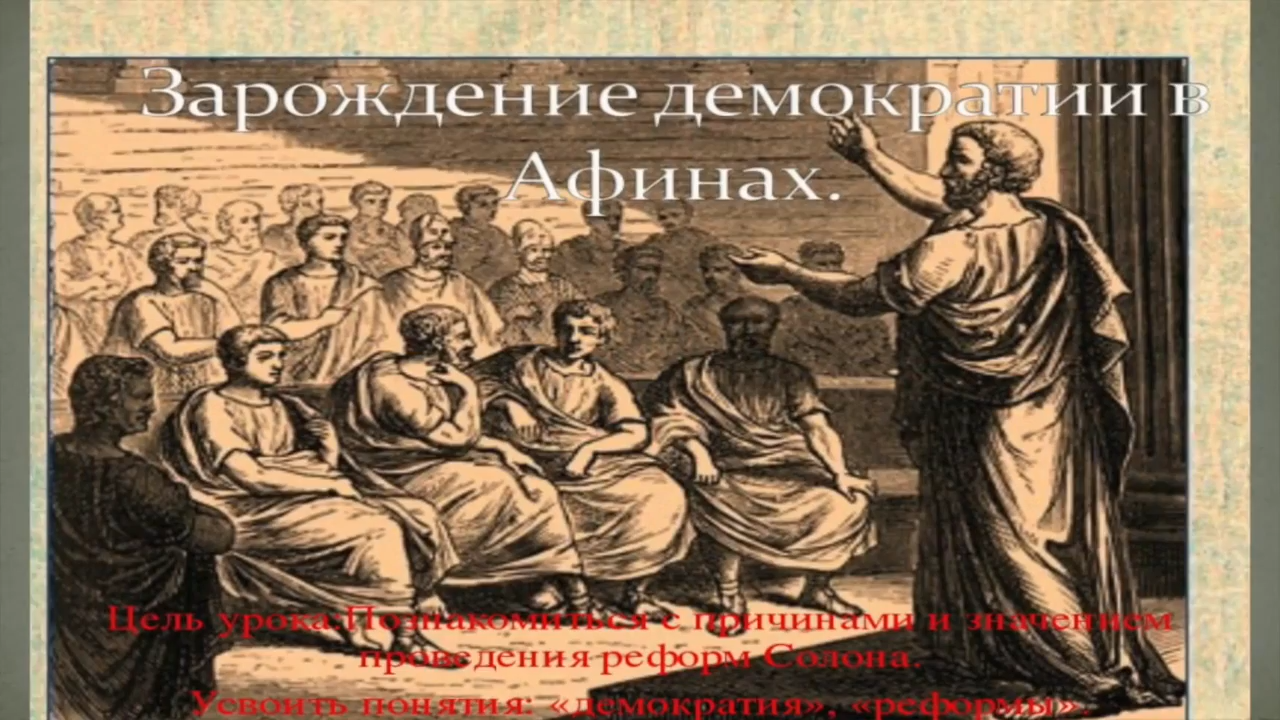 Зарождение демократии в
Афинах.
Цель урока:Познакомиться с причинами и значением
проведения реформ Солона.
Усвоить понятия: «демократия», «реформы».